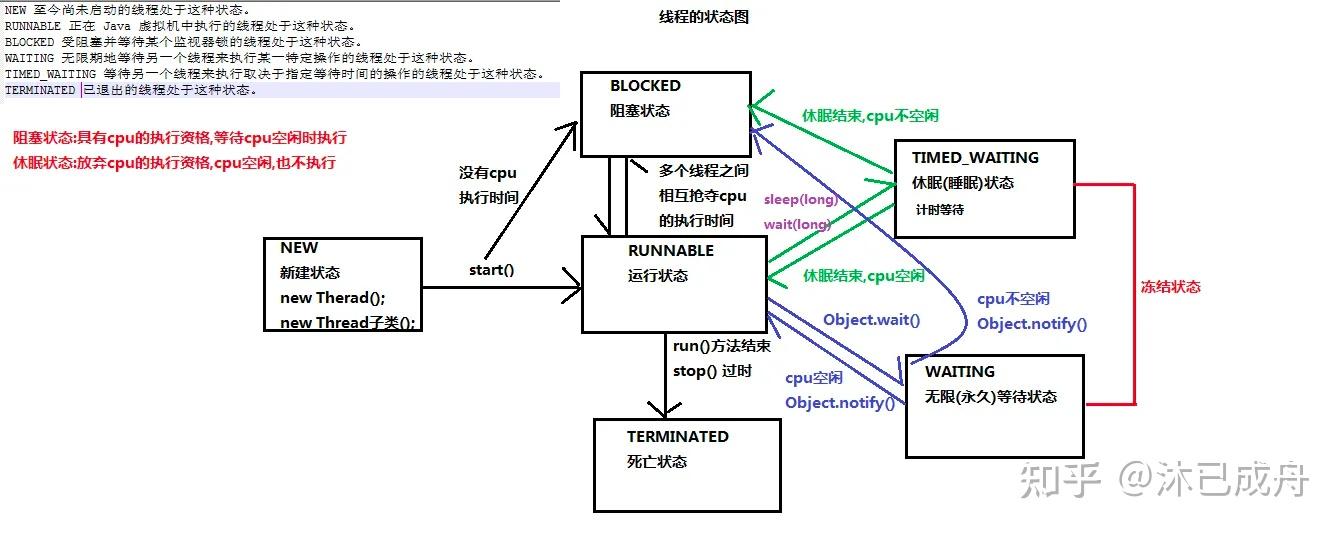 NEW 至今尚未启动的线程处于这种状态。
RUNNABLE 正在 Java 虚拟机中执行的线程处于这种状态。
BLOCKED 受阻塞并等待某个监视器锁的线程处于这种状态。
WAITING 无限期地等待另一个线程来执行某一特定操作的线程处于这种状态。
TIMED_WAITING 等待另一个线程来执行取决于指定等待时间的操作的线程处于这种状态。
TERMINATED 已退出的线程处于这种状态。
线程的状态图
阻塞状态:具有cpu的执行资格,等待cpu空闲时执行
休眠状态:放弃cpu的执行资格,cpu空闲,也不执行
BLOCKED
阻塞状态
休眠结束,cpu不空闲
TIMED_WAITING
休眠(睡眠)状态
计时等待
没有cpu
执行时间
多个线程之间
相互抢夺cpu
的执行时间
sleep(long)
wait(long)
NEW
新建状态
new Therad();
new Thread子类();
start()
RUNNABLE
运行状态
休眠结束,cpu空闲
冻结状态
cpu不空闲
Object.notify()
Object.wait()
run()方法结束
stop() 过时
cpu空闲
Object.notify()
WAITING
无限(永久)等待状态
TERMINATED
死亡状态
知乎 @沐已成舟